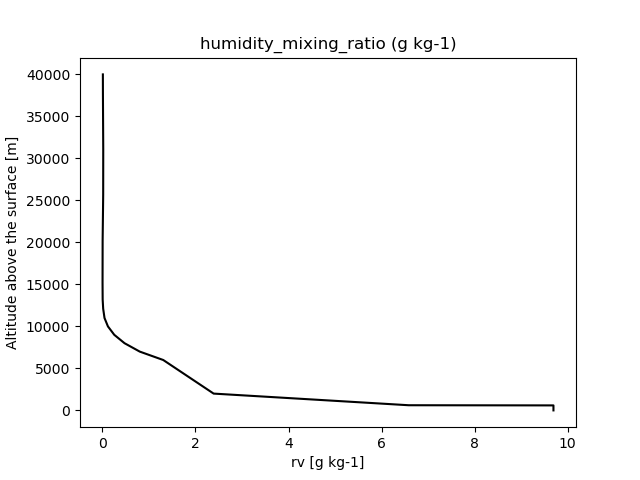 humidity_mixing_ratio (g kg-1)
Altitude above the surface [m]
40000
35000
30000
25000
20000
15000
10000
5000
0
0 2 4 6 8 10
rv [g kg-1]